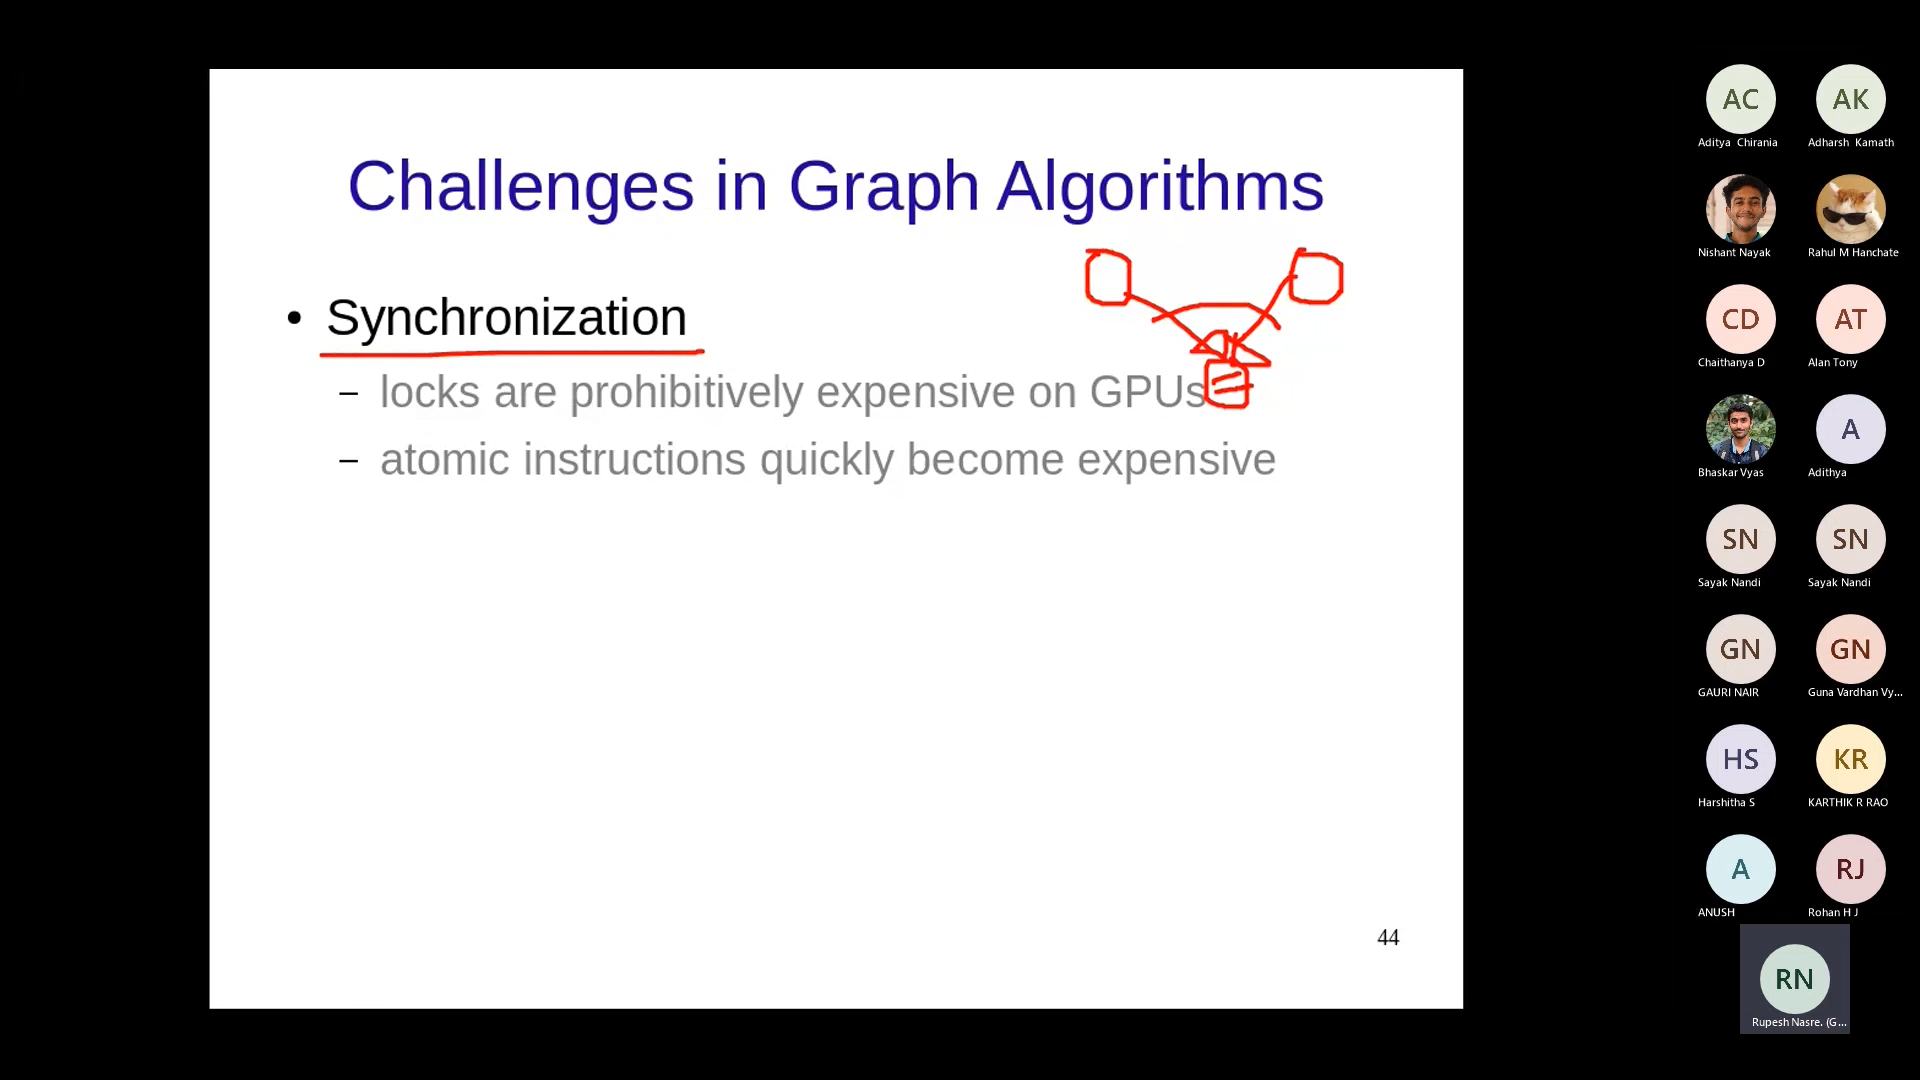 Challenges in Graph Algorithms
• Synchronization
– locks are prohibitively expensive on GPUs
– atomic instructions quickly become expensive
44
AC
Aditya Chirania
AK
Adharsh Kamath
Nishant Nayak
Rahul M Hanchate
CD
Chaithanya D
AT
Alan Tony
Bhaskar Vyas
A
Adithya
SN
Sayak Nandi
SN
Sayak Nandi
GN
GAURI NAIR
GN
Guna Vardhan Vy...
HS
Harshitha S
KR
KARTHIK R RAO
A
ANUSH
RJ
Rohan H J
RN
Rupesh Nasre. (G...